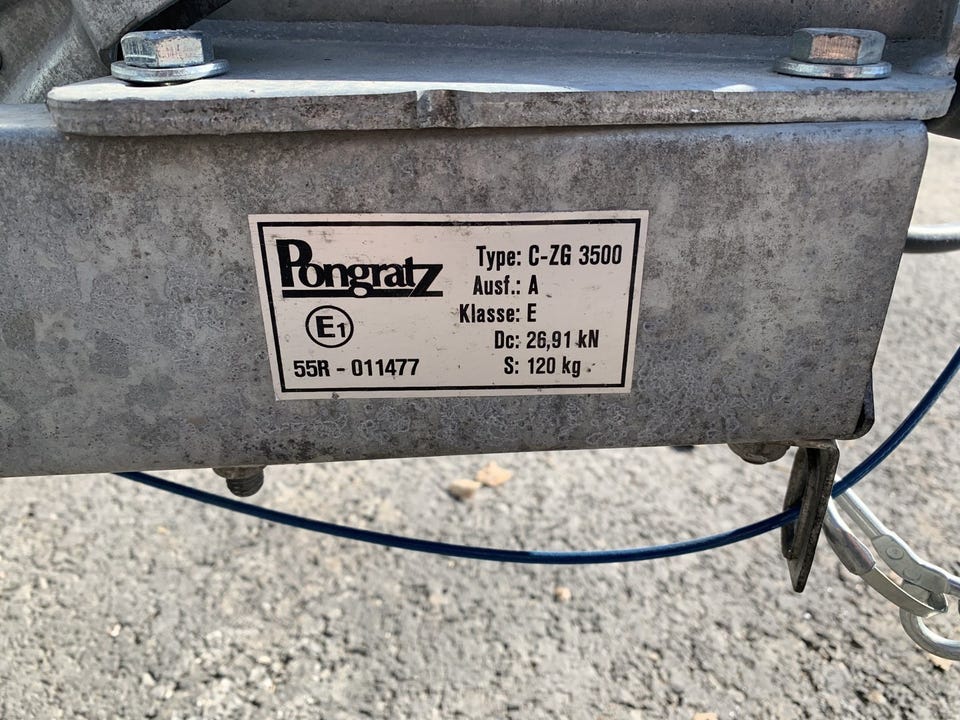 Pongratz
E1
55R - 011477
Type: C-ZG 3500
Ausf.: A
Klasse: E
Dc: 26,91 kN
S: 120 kg